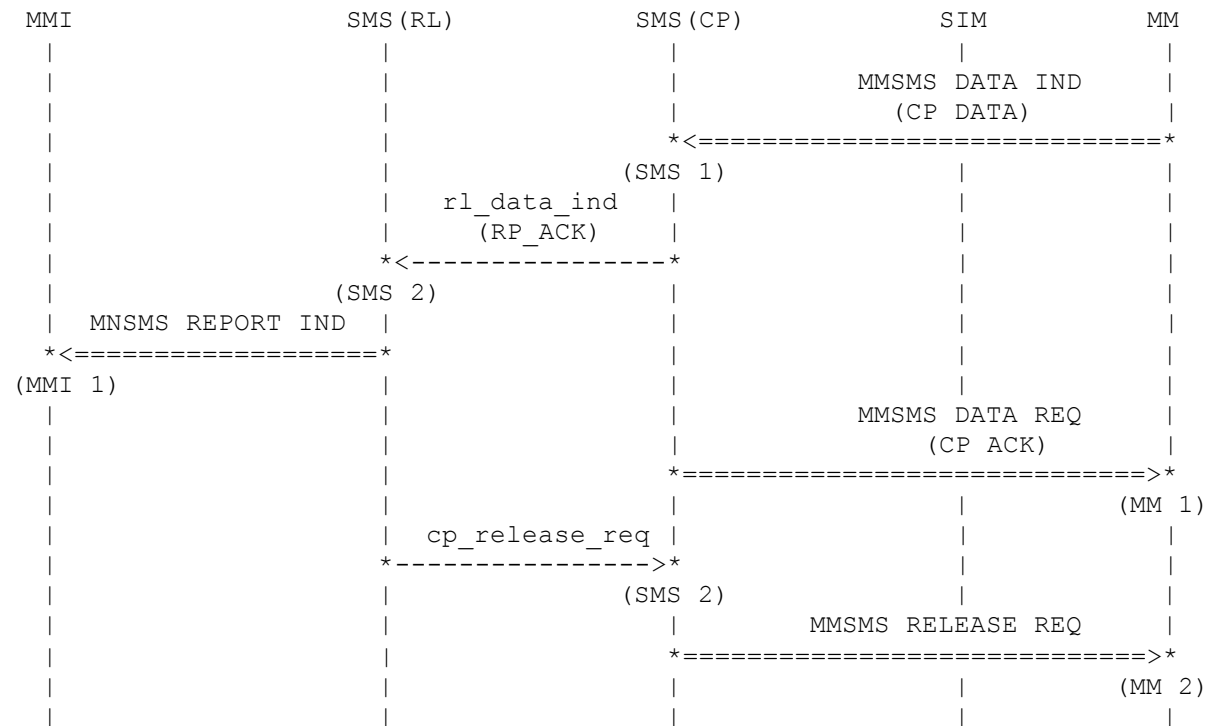 MMI SMS(RL) SMS(CP) SIM MM
MMSMS DATA IND
(CP DATA)
(SMS 1)
rl_data_ind
(RP_ACK)
(SMS 2)
MNSMS REPORT IND
(MMI 1)
MMSMS DATA REQ
(CP ACK)
(MM 1)
cp_release_req
(SMS 2)
MMSMS RELEASE REQ
(MM 2)